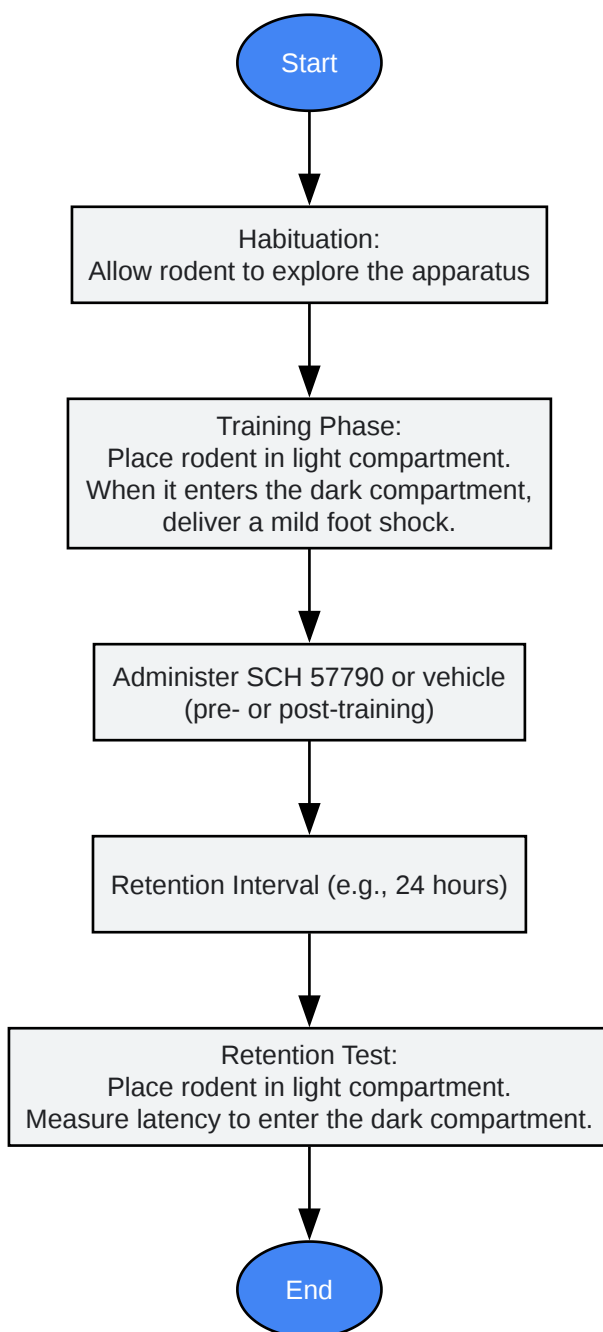 Start
Habituation:
Allow rodent to explore the apparatus
Training Phase:
Place rodent in light compartment.
When it enters the dark compartment,
deliver a mild foot shock.
Administer SCH 57790 or vehicle
(pre- or post-training)
Retention Interval (e.g., 24 hours)
Retention Test:
Place rodent in light compartment.
Measure latency to enter the dark compartment.
End